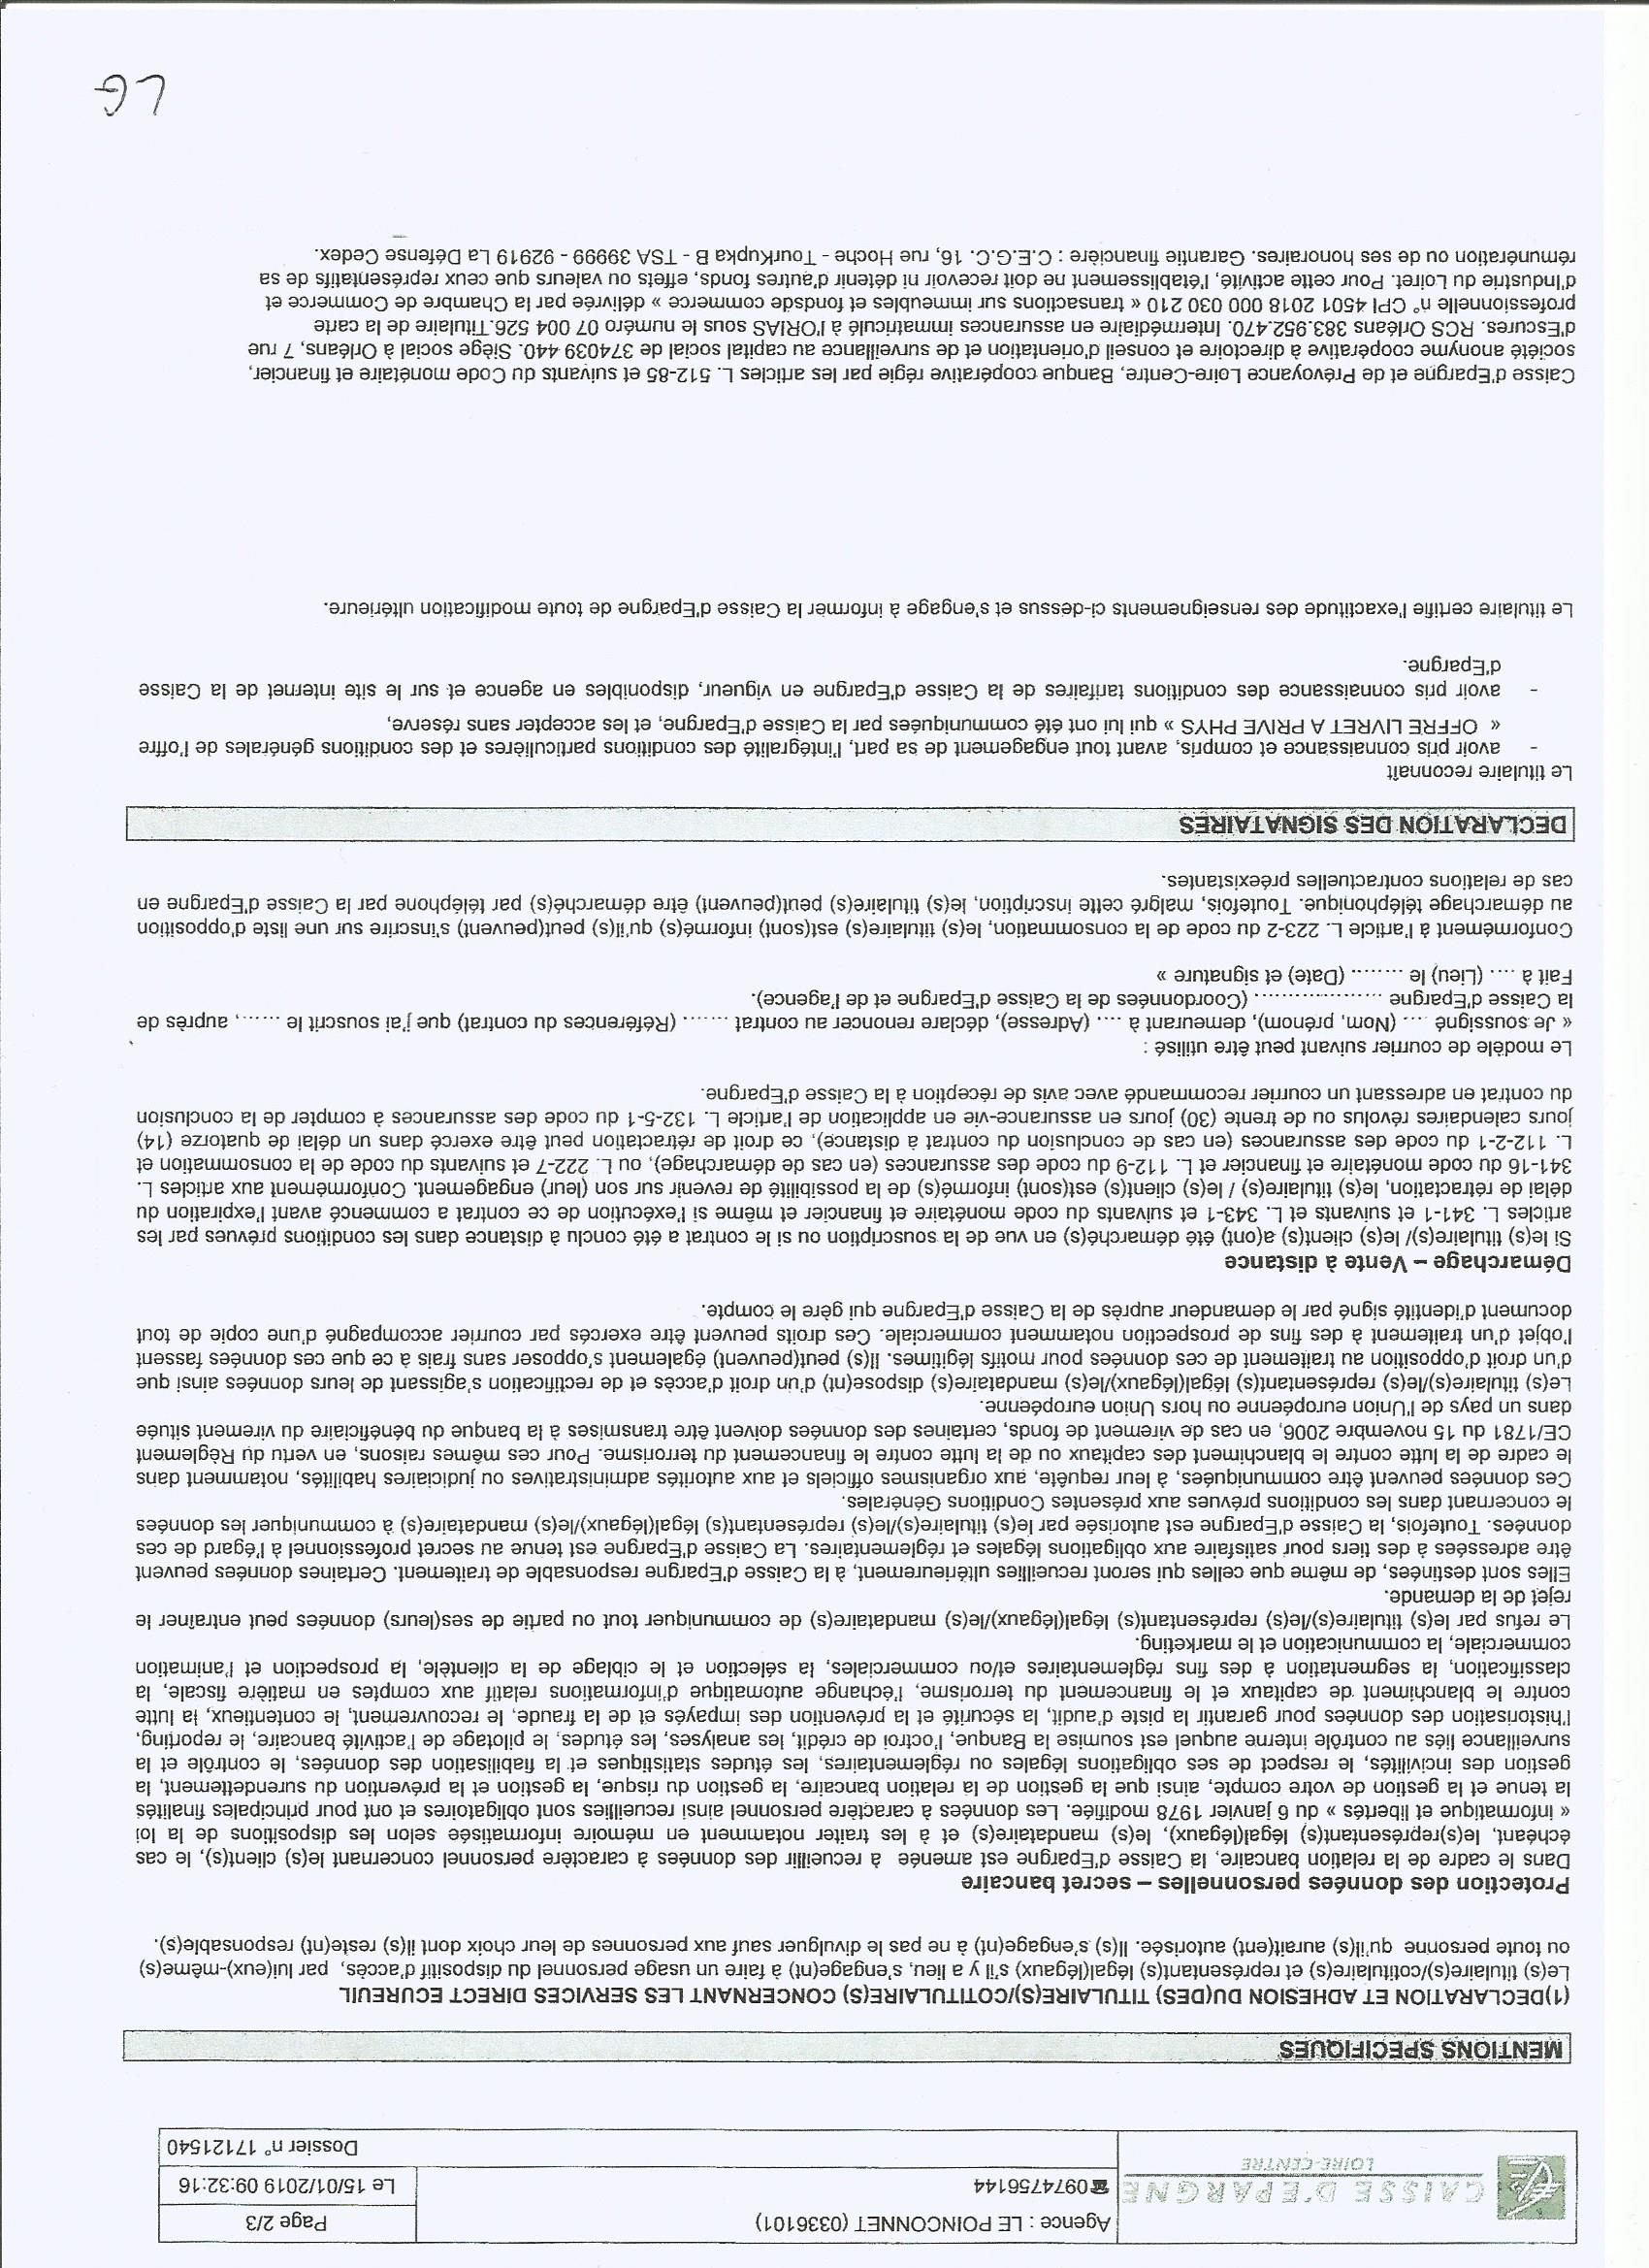 CAISSE D'EPARGNE
LOIRE-CENTRE
Agence : LE POINCONNET (0336101)
☎0974756144
Page 2/3
Le 15/01/2019 09:32:16
Dossier n° 17121540
MENTIONS SPECIFIQUES
(1)DECLARATION ET ADHESION DU(DES) TITULAIRE(S)/COTITULAIRE(S) CONCERNANT LES SERVICES DIRECT ECUREUIL
Le(s) titulaire(s)/cotitulaire(s) et représentant(s) légal(légaux) s'il y a lieu, s'engage(nt) à faire un usage personnel du dispositif d'accès, par lui(eux)-même(s)
ou toute personne qu'il(s) aurait(ent) autorisée. Il(s) s'engage(nt) à ne pas le divulguer sauf aux personnes de leur choix dont il(s) reste(nt) responsable(s).
Protection des données personnelles – secret bancaire
Dans le cadre de la relation bancaire, la Caisse d'Epargne est amenée à recueillir des données à caractère personnel concernant le(s) client(s), le cas
échéant, le(s)représentant(s) légal(légaux), le(s) mandataire(s) et à les traiter notamment en mémoire informatisée selon les dispositions de la loi
« informatique et libertés » du 6 janvier 1978 modifiée. Les données à caractère personnel ainsi recueillies sont obligatoires et ont pour principales finalités
la tenue et la gestion de votre compte, ainsi que la gestion de la relation bancaire, la gestion du risque, la gestion et la prévention du surendettement, la
gestion des incivilités, le respect de ses obligations légales ou réglementaires, les études statistiques et la fiabilisation des données, le contrôle et la
surveillance liés au contrôle interne auquel est soumise la Banque, l'octroi de crédit, les analyses, les études, le pilotage de l'activité bancaire, le reporting,
l'historisation des données pour garantir la piste d'audit, la sécurité et la prévention des impayés et de la fraude, le recouvrement, le contentieux, la lutte
contre le blanchiment de capitaux et le financement du terrorisme, l'échange automatique d'informations relatif aux comptes en matière fiscale, la
classification, la segmentation à des fins réglementaires et/ou commerciales, la sélection et le ciblage de la clientèle, la prospection et l'animation
commerciale, la communication et le marketing.
Le refus par le(s) titulaire(s)/le(s) représentant(s) légal(légaux)/le(s) mandataire(s) de communiquer tout ou partie de ses(leurs) données peut entraîner le
rejet de la demande.
Elles sont destinées, de même que celles qui seront recueillies ultérieurement, à la Caisse d'Epargne responsable de traitement. Certaines données peuvent
être adressées à des tiers pour satisfaire aux obligations légales et réglementaires. La Caisse d'Epargne est tenue au secret professionnel à l'égard de ces
données. Toutefois, la Caisse d'Epargne est autorisée par le(s) titulaire(s)/le(s) représentant(s) légal(légaux)/le(s) mandataire(s) à communiquer les données
le concernant dans les conditions prévues aux présentes Conditions Générales.
Ces données peuvent être communiquées, à leur requête, aux organismes officiels et aux autorités administratives ou judiciaires habilités, notamment dans
le cadre de la lutte contre le blanchiment des capitaux ou de la lutte contre le financement du terrorisme. Pour ces mêmes raisons, en vertu du Règlement
CE/1781 du 15 novembre 2006, en cas de virement de fonds, certaines des données doivent être transmises à la banque du bénéficiaire du virement située
dans un pays de l'Union européenne ou hors Union européenne.
Le(s) titulaire(s)/le(s) représentant(s) légal(légaux)/le(s) mandataire(s) dispose(nt) d'un droit d'accès et de rectification s'agissant de leurs données ainsi que
d'un droit d'opposition au traitement de ces données pour motifs légitimes. Il(s) peut(peuvent) également s'opposer sans frais à ce que ces données fassent
l'objet d'un traitement à des fins de prospection notamment commerciale. Ces droits peuvent être exercés par courrier accompagné d'une copie de tout
document d'identité signé par le demandeur auprès de la Caisse d'Epargne qui gère le compte.
Démarchage – Vente à distance
Si le(s) titulaire(s)/ le(s) client(s) a(ont) été démarché(s) en vue de la souscription ou si le contrat a été conclu à distance dans les conditions prévues par les
articles L. 341-1 et suivants et L. 343-1 et suivants du code monétaire et financier et même si l'exécution de ce contrat a commencé avant l'expiration du
délai de rétractation, le(s) titulaire(s) / le(s) client(s) est(sont) informé(s) de la possibilité de revenir sur son (leur) engagement. Conformément aux articles L.
341-16 du code monétaire et financier et L. 112-9 du code des assurances (en cas de démarchage), ou L. 222-7 et suivants du code de la consommation et
L. 112-2-1 du code des assurances (en cas de conclusion du contrat à distance), ce droit de rétractation peut être exercé dans un délai de quatorze (14)
jours calendaires révolus ou de trente (30) jours en assurance-vie en application de l'article L. 132-5-1 du code des assurances à compter de la conclusion
du contrat en adressant un courrier recommandé avec avis de réception à la Caisse d'Epargne.
Le modèle de courrier suivant peut être utilisé :
« Je soussigné .... (Nom, prénom), demeurant à .... (Adresse), déclare renoncer au contrat ....... (Références du contrat) que j'ai souscrit le ......, auprès de
la Caisse d'Epargne ................... (Coordonnées de la Caisse d'Epargne et de l'agence).
Fait à .... (Lieu) le ........ (Date) et signature »
Conformément à l'article L. 223-2 du code de la consommation, le(s) titulaire(s) est(sont) informé(s) qu'il(s) peut(peuvent) s'inscrire sur une liste d'opposition
au démarchage téléphonique. Toutefois, malgré cette inscription, le(s) titulaire(s) peut(peuvent) être démarché(s) par téléphone par la Caisse d'Epargne en
cas de relations contractuelles préexistantes.
DECLARATION DES SIGNATAIRES
Le titulaire reconnaît
- avoir pris connaissance et compris, avant tout engagement de sa part, l'intégralité des conditions particulières et des conditions générales de l'offre
« OFFRE LIVRET A PRIVE PHYS » qui lui ont été communiquées par la Caisse d'Epargne, et les accepter sans réserve,
- avoir pris connaissance des conditions tarifaires de la Caisse d'Epargne en vigueur, disponibles en agence et sur le site internet de la Caisse
d'Epargne.
Le titulaire certifie l'exactitude des renseignements ci-dessus et s'engage à informer la Caisse d'Epargne de toute modification ultérieure.
Caisse d'Epargne et de Prévoyance Loire-Centre, Banque coopérative régie par les articles L. 512-85 et suivants du Code monétaire et financier,
société anonyme coopérative à directoire et conseil d'orientation et de surveillance au capital social de 374039 440. Siège social à Orléans, 7 rue
d'Escures. RCS Orléans 383.952.470. Intermédiaire en assurances immatriculé à l'ORIAS sous le numéro 07 004 526.Titulaire de la carte
professionnelle n° CPI 4501 2018 000 030 210 « transactions sur immeubles et fondsde commerce » délivrée par la Chambre de Commerce et
d'Industrie du Loiret. Pour cette activité, l'établissement ne doit recevoir ni détenir d'autres fonds, effets ou valeurs que ceux représentatifs de sa
rémunération ou de ses honoraires. Garantie financière : C.E.G.C. 16, rue Hoche - TourKupka B - TSA 39999 - 92919 La Défense Cedex.
LG